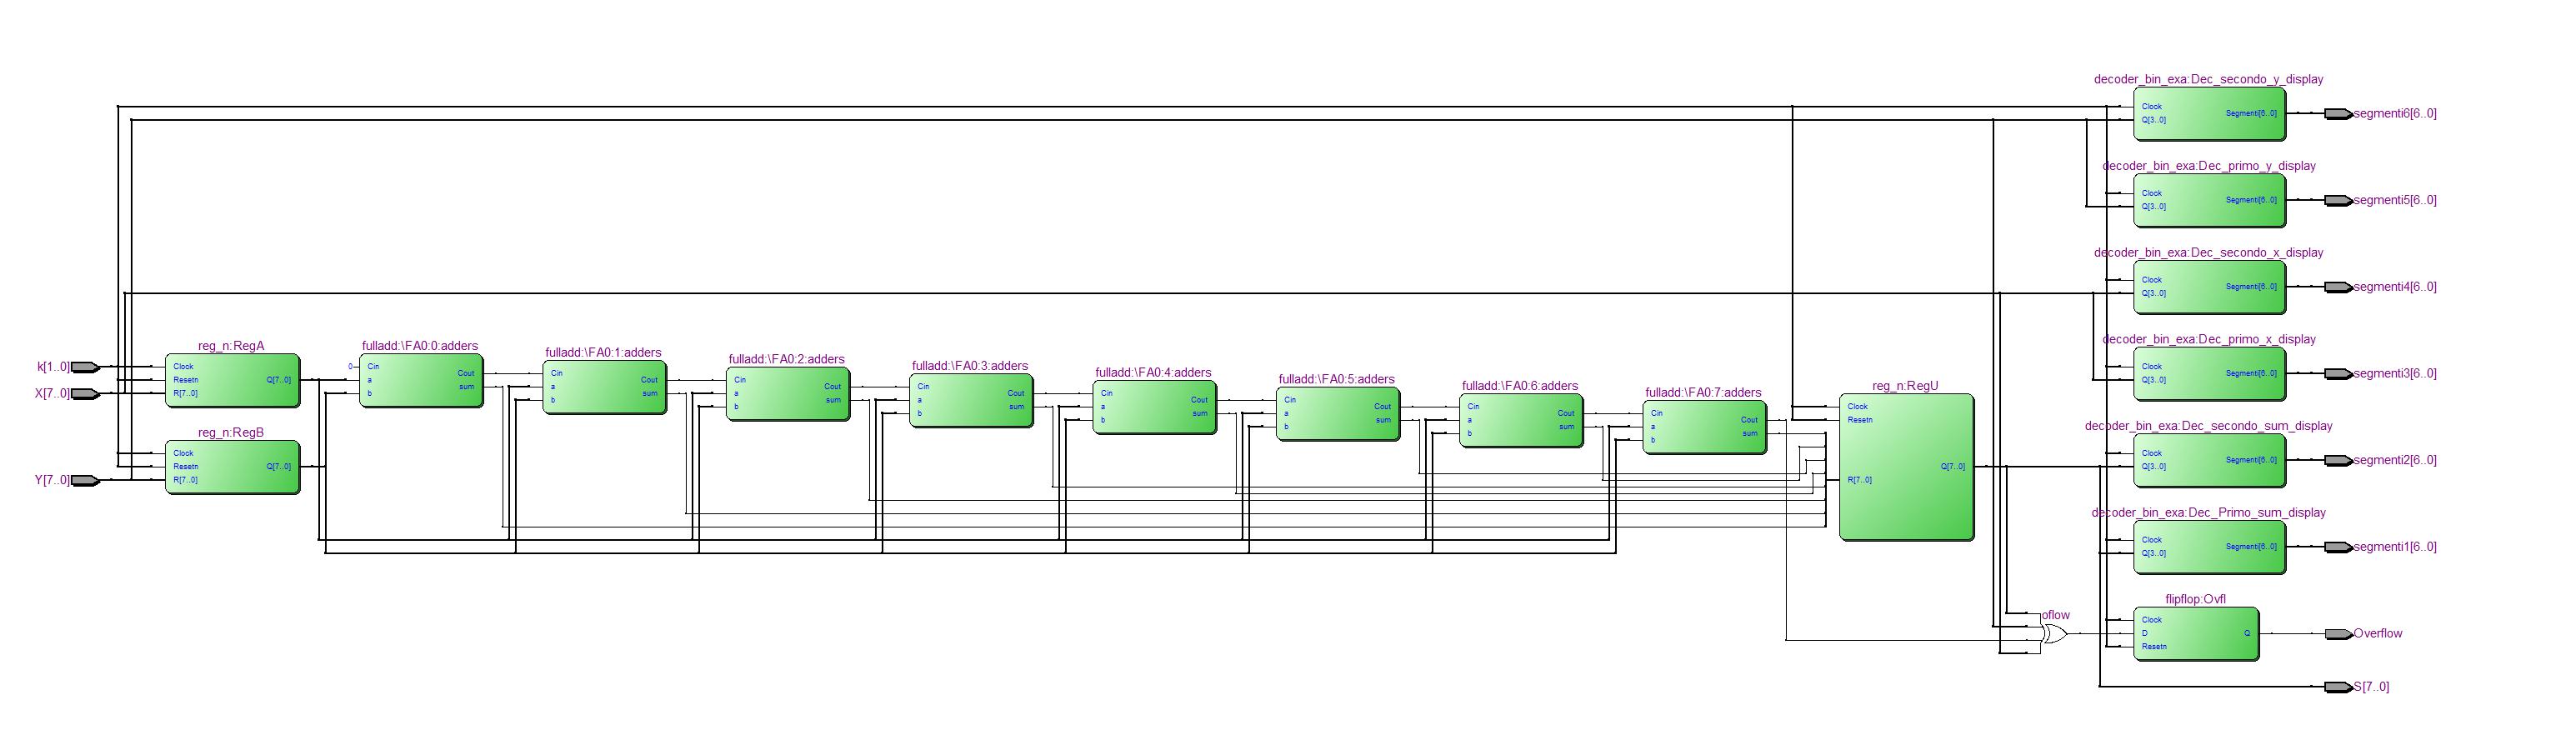 decoder_bin_exa:Dec_secondo_y_display
Clock
Q[3..0]
Segmenti[6..0]
segmenti6[6..0]
decoder_bin_exa:Dec_primo_y_display
Clock
Q[3..0]
Segmenti[6..0]
segmenti5[6..0]
decoder_bin_exa:Dec_secondo_x_display
Clock
Q[3..0]
Segmenti[6..0]
segmenti4[6..0]
decoder_bin_exa:Dec_primo_x_display
Clock
Q[3..0]
Segmenti[6..0]
segmenti3[6..0]
k[1..0]
X[7..0]
Y[7..0]
reg_n:RegA
Clock
Resetn
R[7..0]
Q[7..0]
reg_n:RegB
Clock
Resetn
R[7..0]
Q[7..0]
fulladd:\FA0:0:adders
0
Cin
a
b
Cout
sum
fulladd:\FA0:1:adders
Cin
a
b
Cout
sum
fulladd:\FA0:2:adders
Cin
a
b
Cout
sum
fulladd:\FA0:3:adders
Cin
a
b
Cout
sum
fulladd:\FA0:4:adders
Cin
a
b
Cout
sum
fulladd:\FA0:5:adders
Cin
a
b
Cout
sum
fulladd:\FA0:6:adders
Cin
a
b
Cout
sum
fulladd:\FA0:7:adders
Cin
a
b
Cout
sum
reg_n:RegU
Clock
Resetn
R[7..0]
Q[7..0]
decoder_bin_exa:Dec_secondo_sum_display
Clock
Q[3..0]
Segmenti[6..0]
segmenti2[6..0]
decoder_bin_exa:Dec_Primo_sum_display
Clock
Q[3..0]
Segmenti[6..0]
segmenti1[6..0]
oflow
flipflop:Ovfl
Clock
D
Resetn
Q
Overflow
S[7..0]